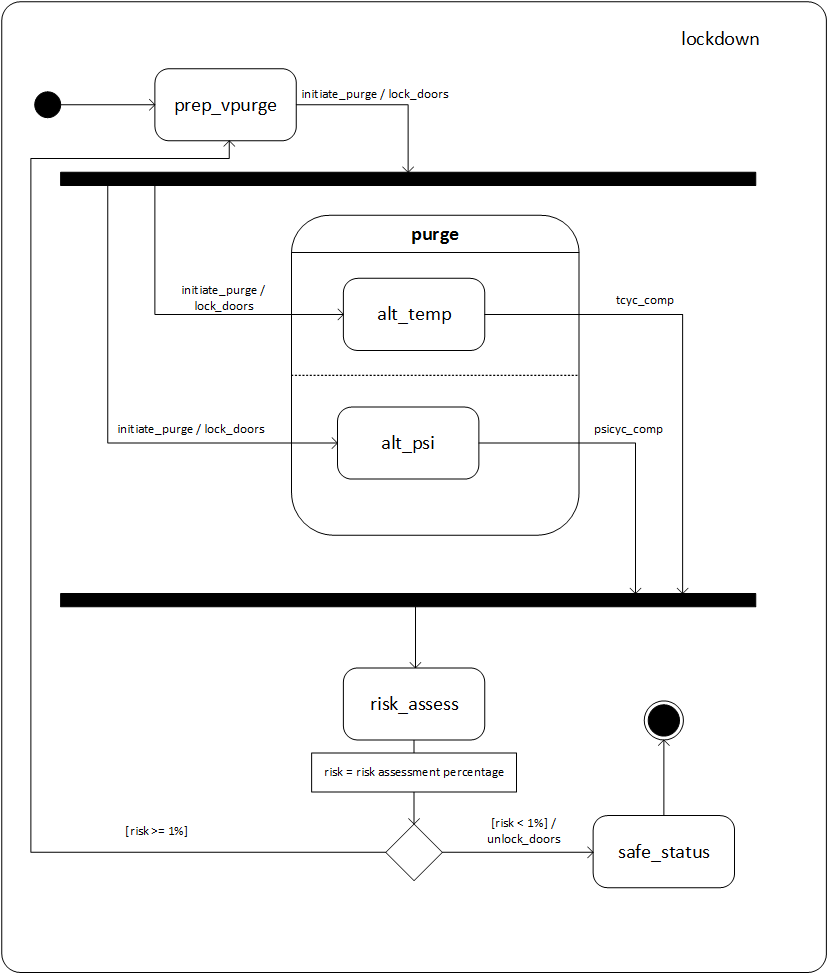 lockdown
initiate_purge / lock_doors
prep_vpurge
purge
initiate_purge /
lock_doors
tcyc_comp
alt_temp
initiate_purge / lock_doors
psicyc_comp
alt_psi
risk_assess
risk = risk assessment percentage
[risk >= 1%]
[risk < 1%] /
unlock_doors
safe_status